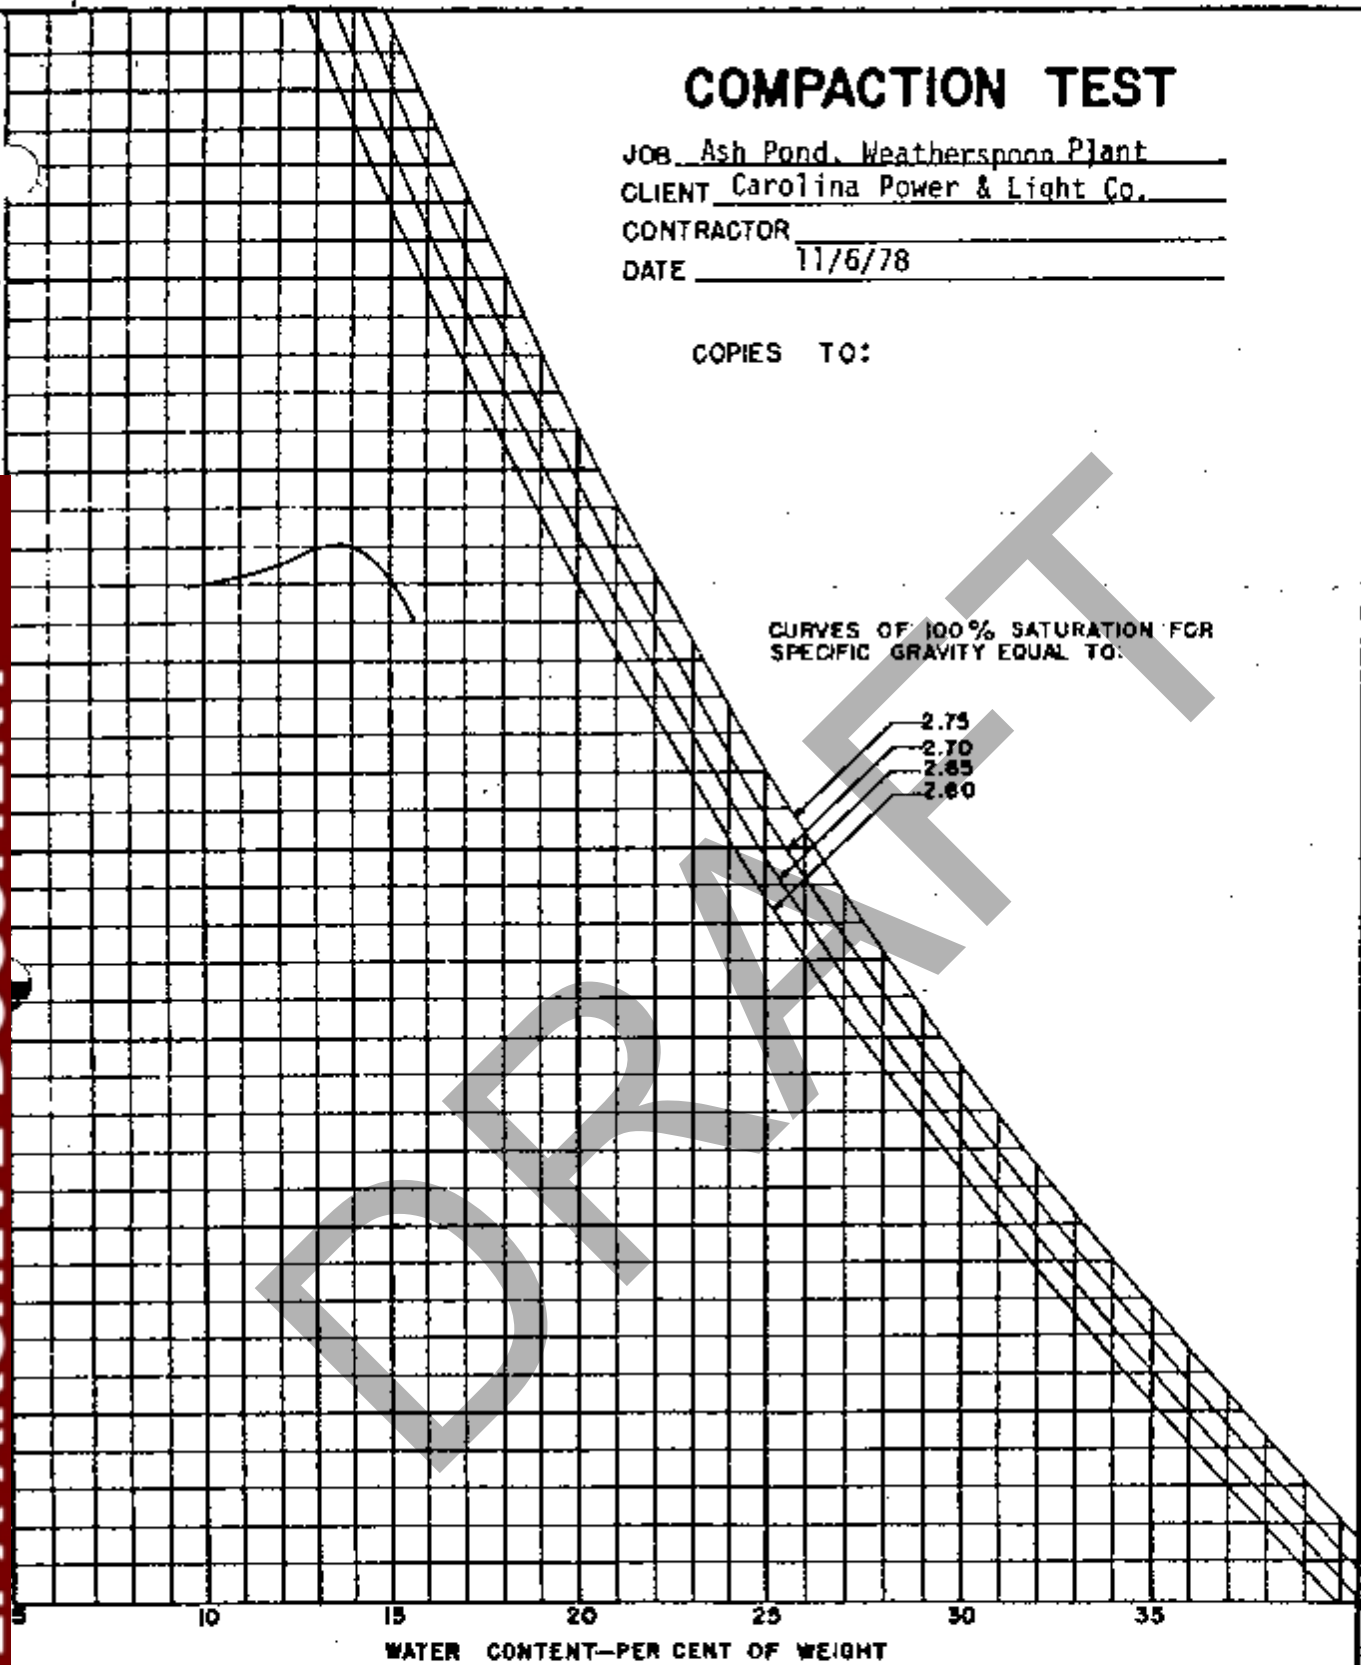 COMPACTION TEST
JOB Ash Pond, Weatherspoon Plant
CLIENT Carolina Power & Light Co.
CONTRACTOR
DATE 11/6/78
COPIES TO:
CURVES OF 100% SATURATION FOR
SPECIFIC GRAVITY EQUAL TO:
2.75
2.70
2.65
2.60
DRAFT
5 10 15 20 25 30 35
WATER CONTENT—PER CENT OF WEIGHT